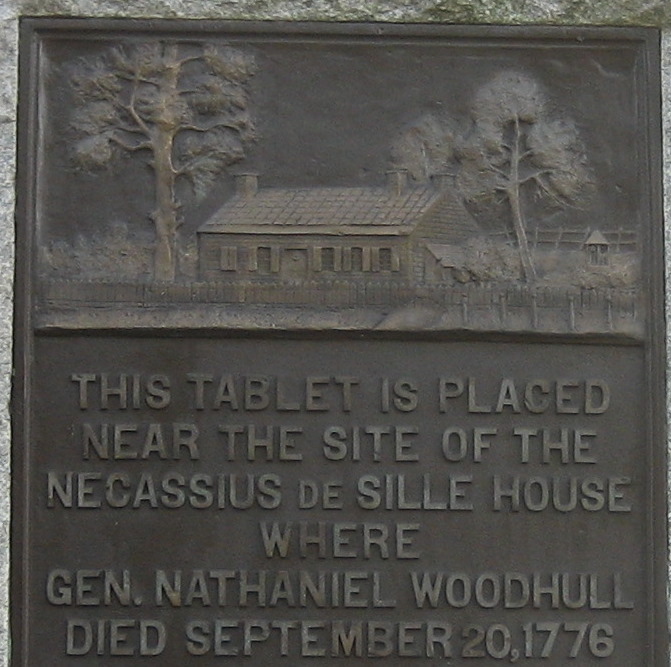 THIS TABLET IS PLACED
NEAR THE SITE OF THE
NECASSIUS DE SILLE HOUSE
WHERE
GEN. NATHANIEL WOODHULL
DIED SEPTEMBER 20, 1776